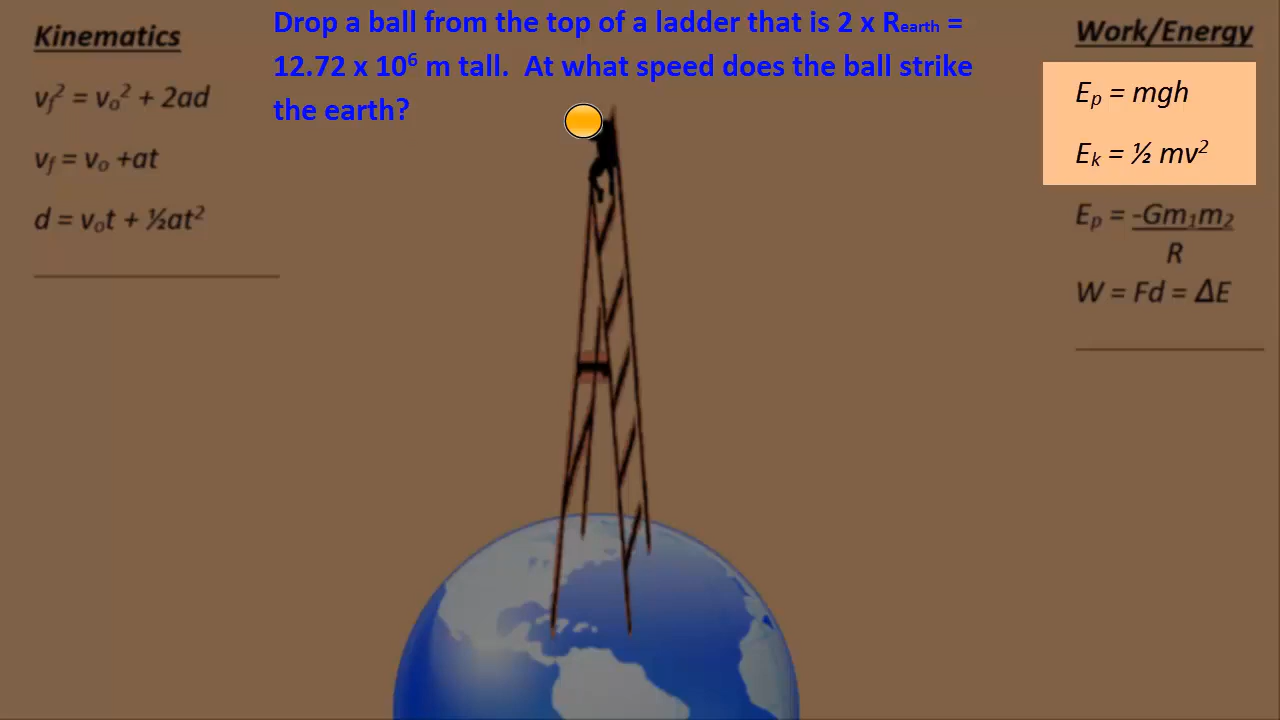 Drop a ball from the top of a ladder that is 2 x Rearth =
12.72 x 10⁶ m tall.  At what speed does the ball strike
the earth?
Kinematics
vf² = vo² + 2ad
vf = vo +at
d = vot + ½at²
Work/Energy
Ep = mgh
Ek = ½ mv²
Ep = -Gm₁m₂
R
W = Fd = ΔE